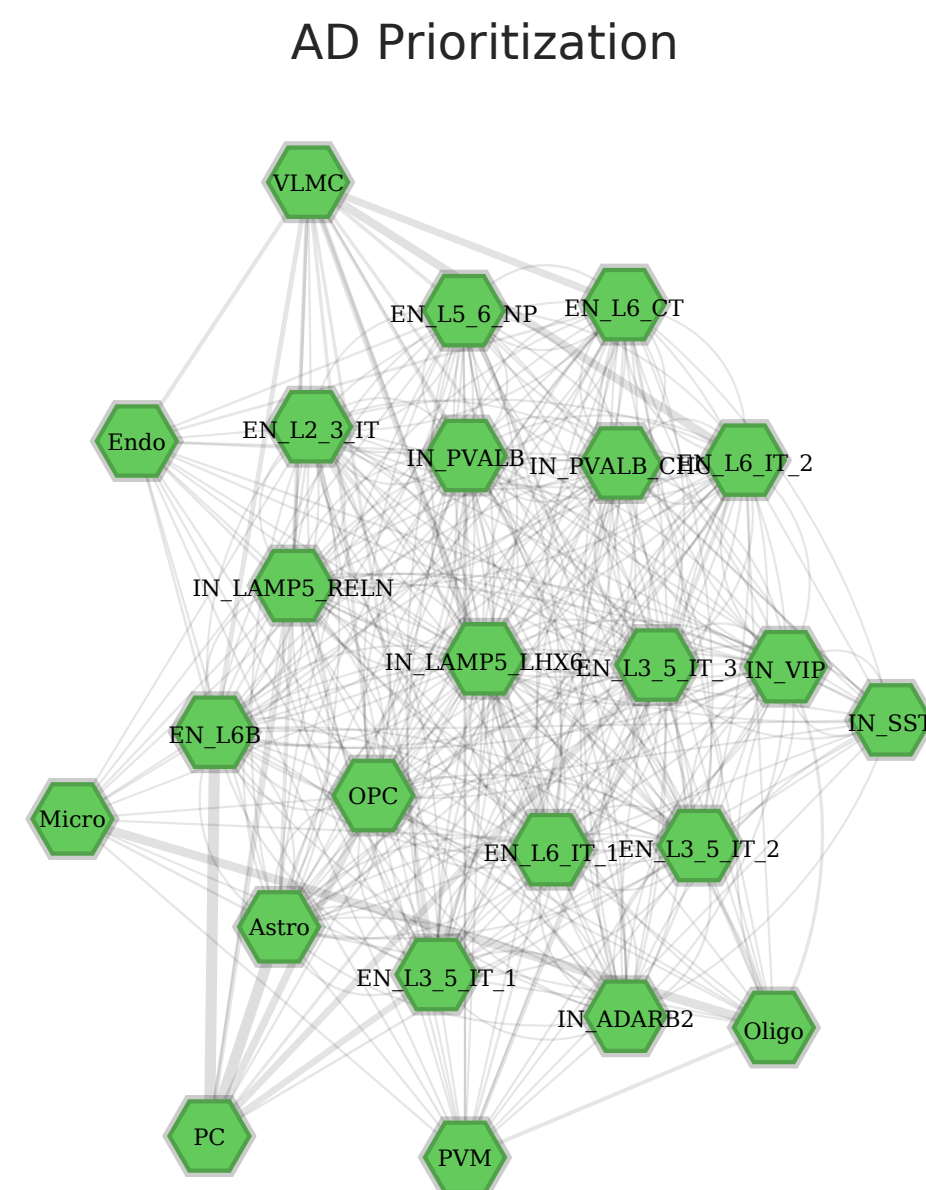 AD Prioritization
VLMC
EN_L5_6_NP
EN_L6_CT
Endo
EN_L2_3_IT
IN_PVALB
IN_PVALB_CHC
EN_L6_IT_2
IN_LAMP5_RELN
IN_LAMP5_LHX6
EN_L3_5_IT_3
IN_VIP
IN_SST
EN_L6B
Micro
OPC
EN_L6_IT_1
EN_L3_5_IT_2
Astro
EN_L3_5_IT_1
IN_ADARB2
Oligo
PC
PVM